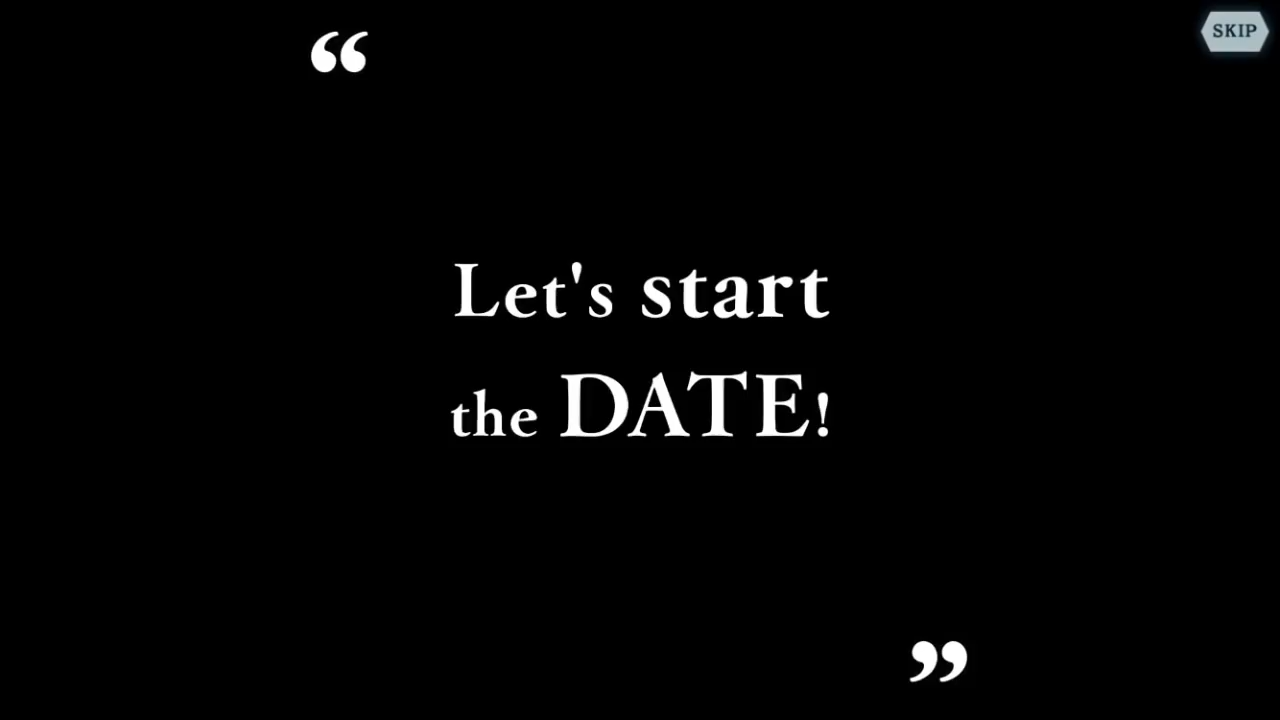 SKIP
“
Let's start
the DATE!
”